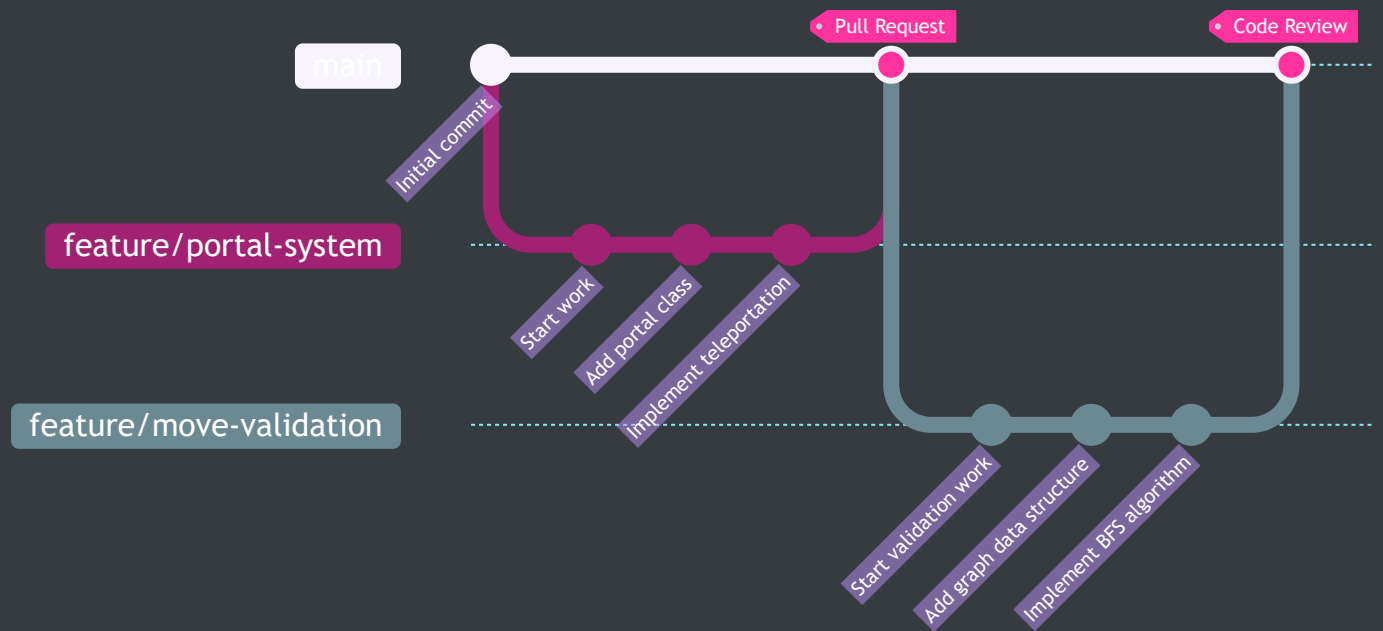 Pull Request
Code Review
main
Initial commit
feature/portal-system
Start work
Add portal class
Implement teleportation
feature/move-validation
Start validation work
Add graph data structure
Implement BFS algorithm